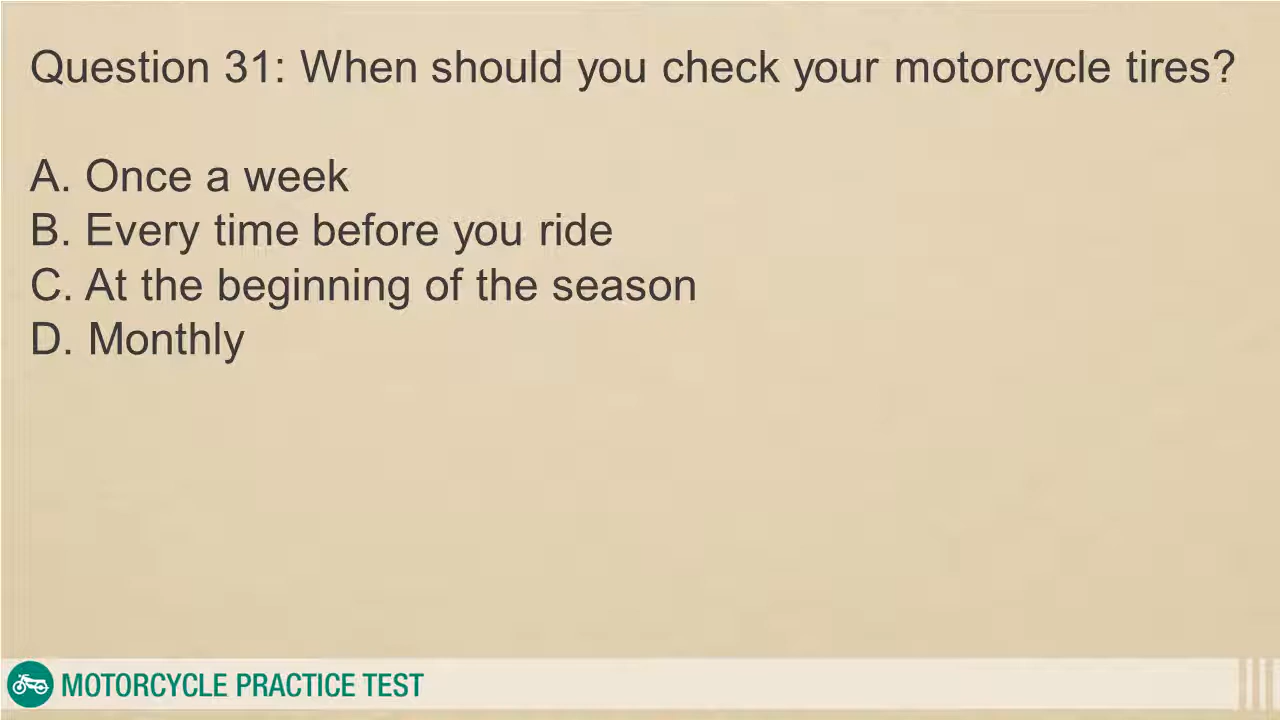 Question 31: When should you check your motorcycle tires?
A. Once a week
B. Every time before you ride
C. At the beginning of the season
D. Monthly
MOTORCYCLE PRACTICE TEST